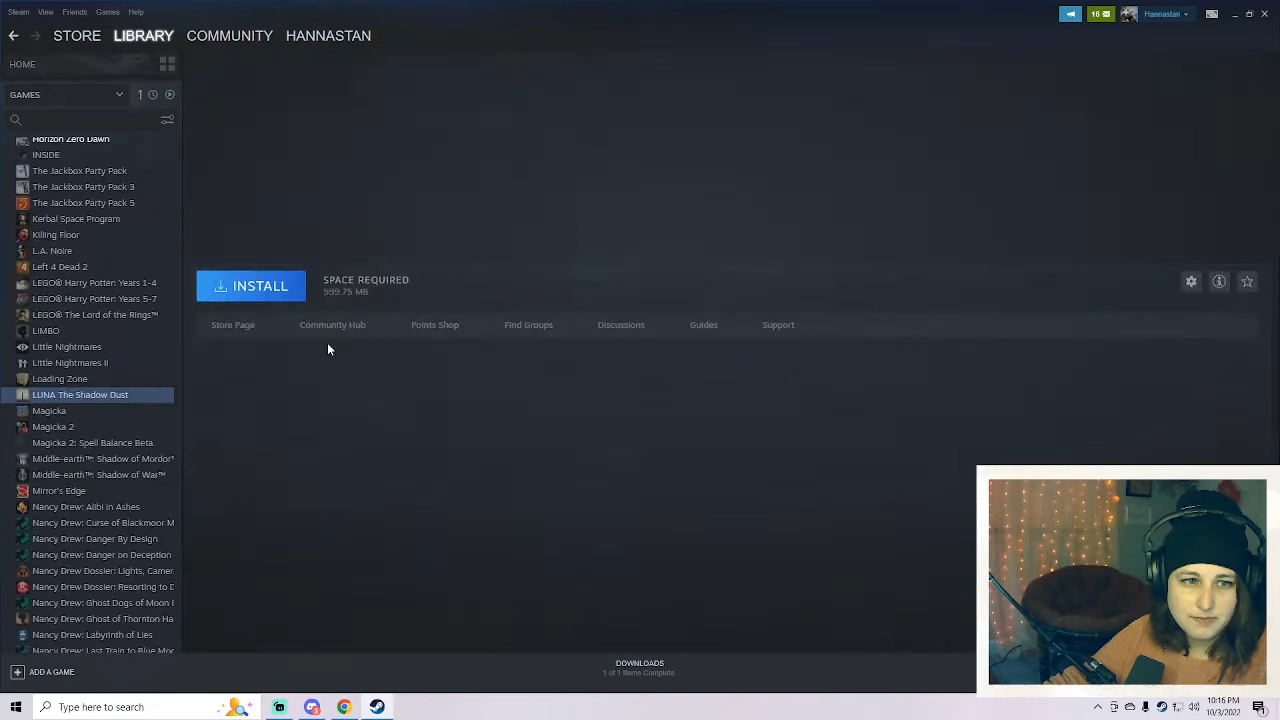 Steam View Friends Games Help
16
Hannastan
STORE LIBRARY COMMUNITY HANNASTAN
HOME
GAMES
Horizon Zero Dawn
INSIDE
The Jackbox Party Pack
The Jackbox Party Pack 3
The Jackbox Party Pack 5
Kerbal Space Program
Killing Floor
L.A. Noire
Left 4 Dead 2
LEGO® Harry Potter: Years 1-4
LEGO® Harry Potter: Years 5-7
LEGO® The Lord of the Rings™
LIMBO
Little Nightmares
Little Nightmares II
Loading Zone
LUNA The Shadow Dust
Magicka
Magicka 2
Magicka 2: Spell Balance Beta
Middle-earth™: Shadow of Mordor™
Middle-earth™: Shadow of War™
Mirror's Edge
Nancy Drew: Alibi in Ashes
Nancy Drew: Curse of Blackmoor M
Nancy Drew: Danger By Design
Nancy Drew: Danger on Deception
Nancy Drew Dossier: Lights, Camer
Nancy Drew Dossier: Resorting to D
Nancy Drew: Ghost Dogs of Moon L
Nancy Drew: Ghost of Thornton Ha
Nancy Drew: Labyrinth of Lies
Nancy Drew: Last Train to Blue Moo
ADD A GAME
INSTALL
SPACE REQUIRED
599.75 MB
Store Page Community Hub Points Shop Find Groups Discussions Guides Support
DOWNLOADS
1 of 1 Items Complete
Type here to search
10:16 PM
10/3/2022